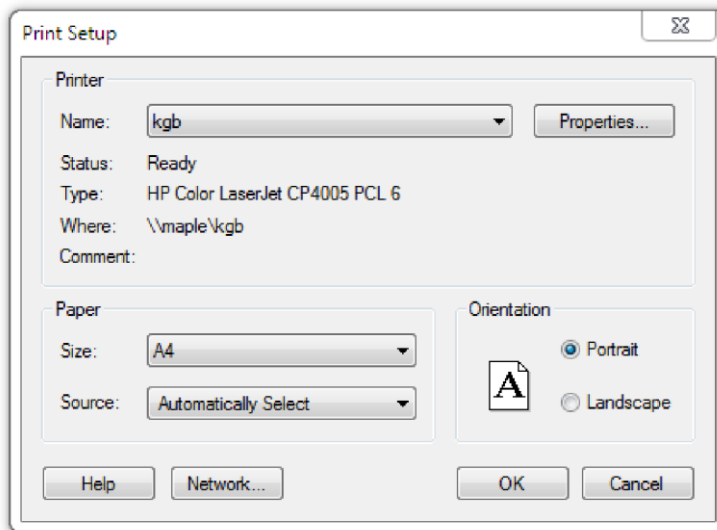 Print Setup
Printer
Name: kgb Properties...
Status: Ready
Type: HP Color LaserJet CP4005 PCL 6
Where: \\maple\kgb
Comment:
Paper
Size: A4
Source: Automatically Select
Orientation
A
Portrait
Landscape
Help Network... OK Cancel